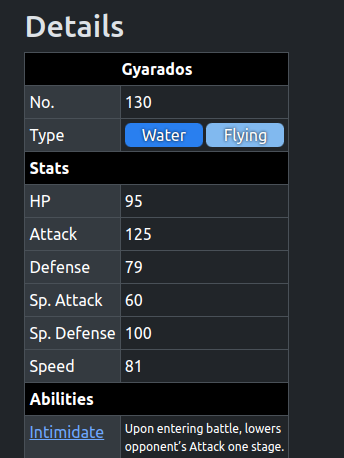 Details
Gyarados
No. 130
Type Water Flying
Stats
HP 95
Attack 125
Defense 79
Sp. Attack 60
Sp. Defense 100
Speed 81
Abilities
Intimidate Upon entering battle, lowers
opponent's Attack one stage.